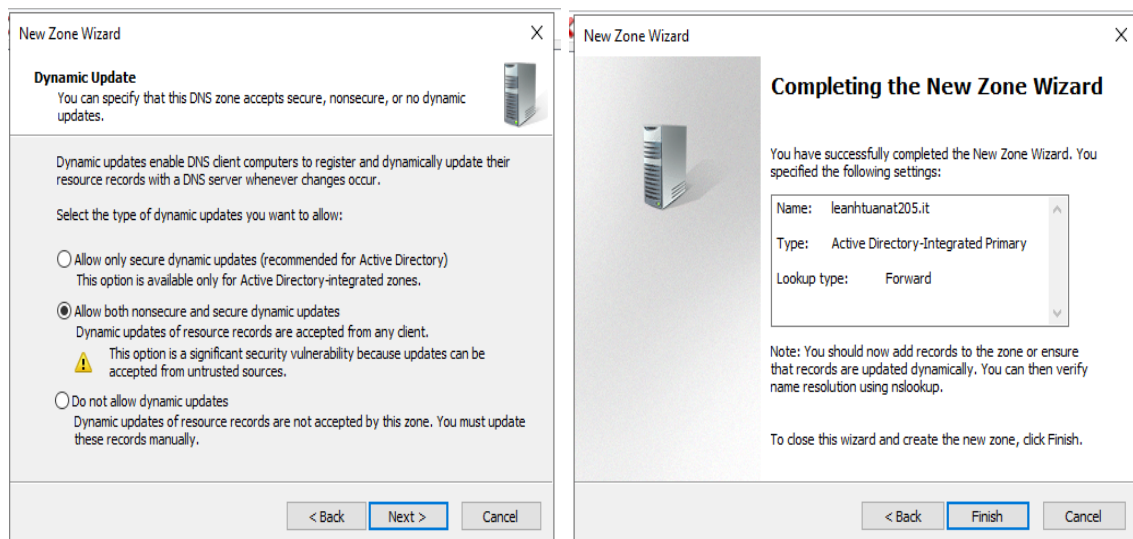 New Zone Wizard
Dynamic Update
You can specify that this DNS zone accepts secure, nonsecure, or no dynamic
updates.
Dynamic updates enable DNS client computers to register and dynamically update their
resource records with a DNS server whenever changes occur.
Select the type of dynamic updates you want to allow:
Allow only secure dynamic updates (recommended for Active Directory)
This option is available only for Active Directory-integrated zones.
Allow both nonsecure and secure dynamic updates
Dynamic updates of resource records are accepted from any client.
This option is a significant security vulnerability because updates can be
accepted from untrusted sources.
Do not allow dynamic updates
Dynamic updates of resource records are not accepted by this zone. You must update
these records manually.
< Back Next > Cancel
New Zone Wizard
Completing the New Zone Wizard
You have successfully completed the New Zone Wizard. You
specified the following settings:
Name: leanhtuanat205.it
Type: Active Directory-Integrated Primary
Lookup type: Forward
Note: You should now add records to the zone or ensure
that records are updated dynamically. You can then verify
name resolution using nslookup.
To close this wizard and create the new zone, click Finish.
< Back Finish Cancel